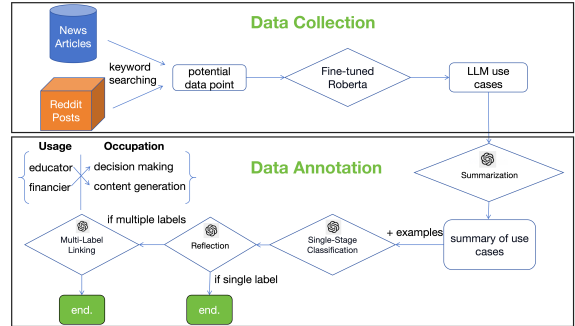 Data Collection
News
Articles
keyword
searching
Reddit
Posts
potential
data point
Fine-tuned
Roberta
LLM use
cases
Data Annotation
Usage
Occupation
educator
decision making
financier
content generation
Summarization
summary of use
cases
+ examples
Single-Stage
Classification
Reflection
if multiple labels
Multi-Label
Linking
if single label
end.
end.